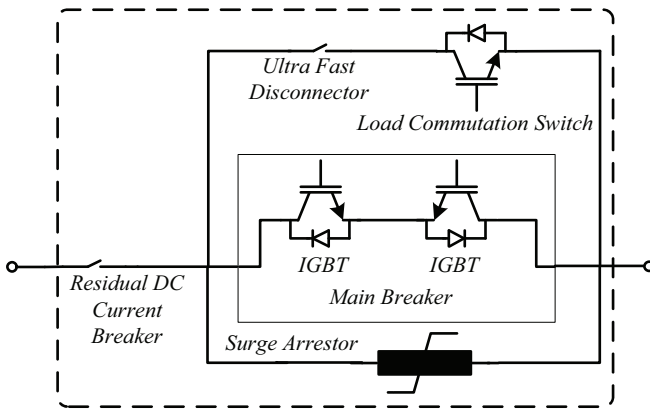 Ultra Fast
Disconnector
Load Commutation Switch
IGBT
IGBT
Main Breaker
Residual DC
Current
Breaker
Surge Arrestor